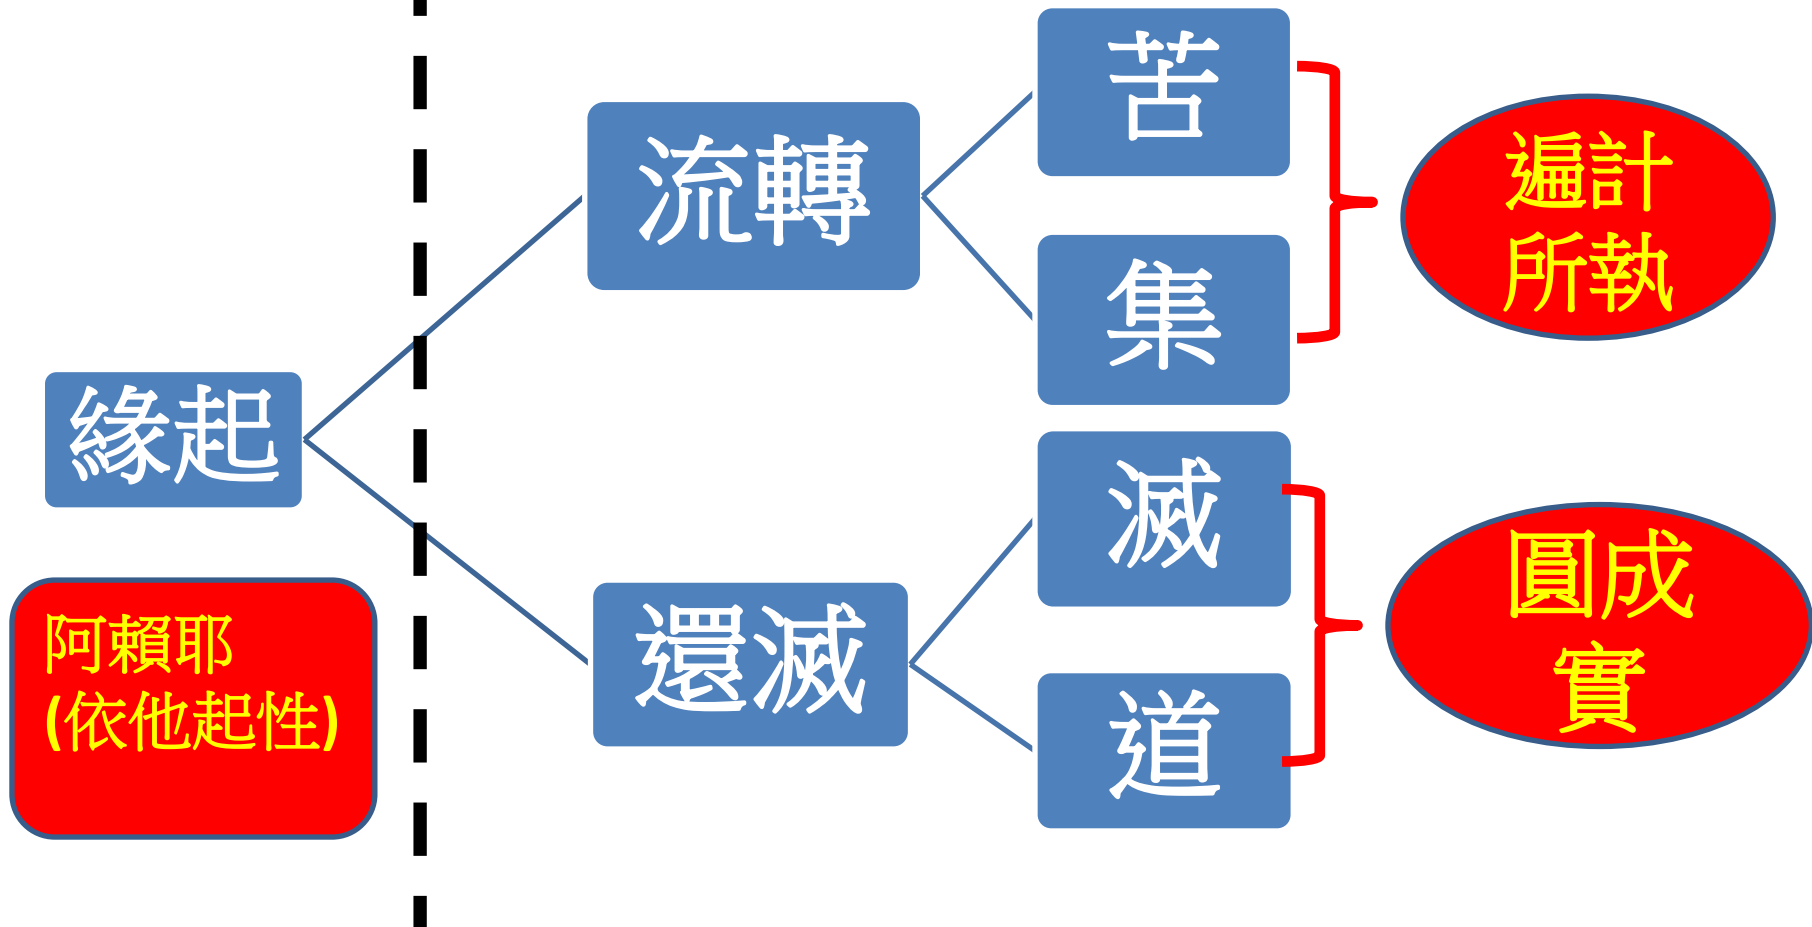 緣起
阿賴耶
(依他起性)
流轉
還滅
苦
集
滅
道
遍計
所執
圓成
實